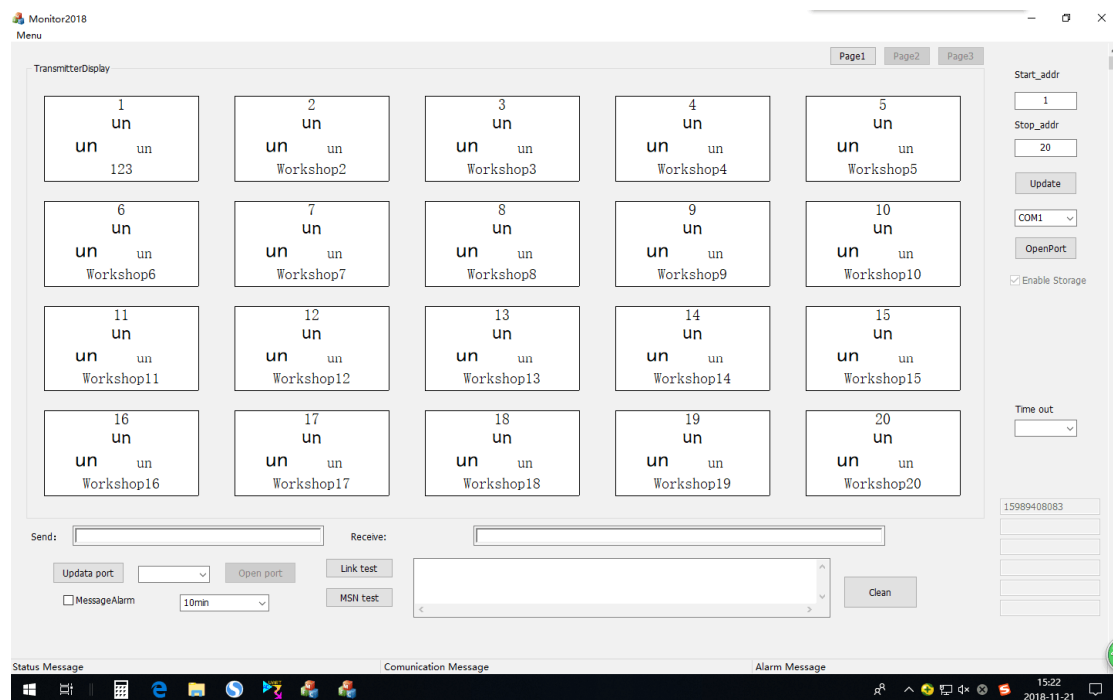 Monitor2018
Menu
Page1 Page2 Page3
TransmitterDisplay
Start_addr
1
Stop_addr
20
Update
COM1
OpenPort
Enable Storage
Time out
15989408083
1 2 3 4 5
un un un un un
un un un un un un un un un un
123 Workshop2 Workshop3 Workshop4 Workshop5
6 7 8 9 10
un un un un un
un un un un un un un un un un
Workshop6 Workshop7 Workshop8 Workshop9 Workshop10
11 12 13 14 15
un un un un un
un un un un un un un un un un
Workshop11 Workshop12 Workshop13 Workshop14 Workshop15
16 17 18 19 20
un un un un un
un un un un un un un un un un
Workshop16 Workshop17 Workshop18 Workshop19 Workshop20
Send: Receive:
Updata port Open port Link test
MessageAlarm 10min MSN test
Clean
Status Message Comunication Message Alarm Message
15:22
2018-11-21